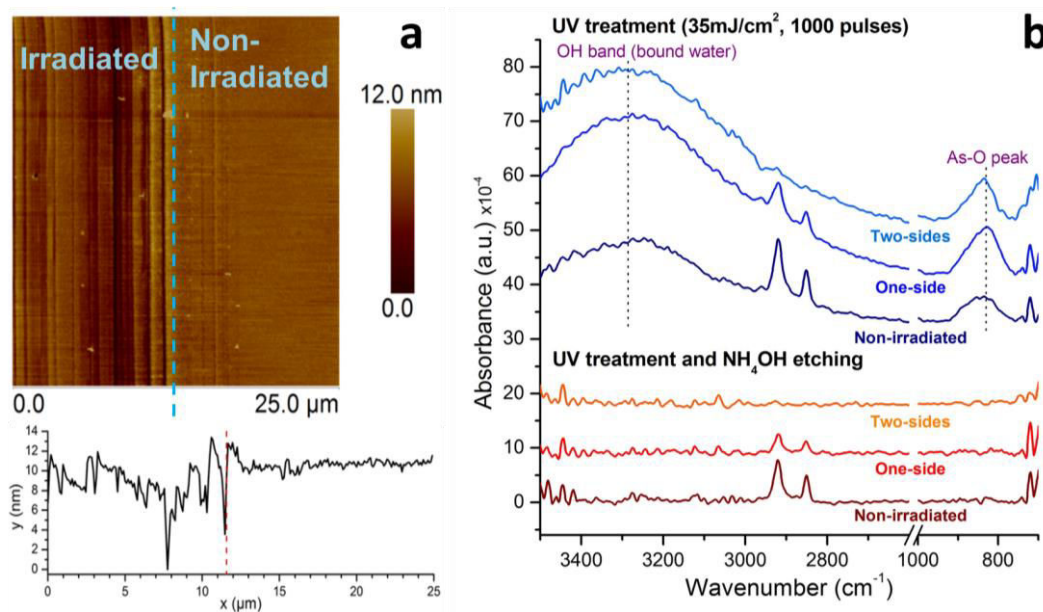 Irradiated
Non-
Irradiated
a
12.0 nm
0.0
0.0
25.0 μm
14
12
10
8
6
4
2
0
y (nm)
0
5
10
15
20
25
x (μm)
b
UV treatment (35mJ/cm², 1000 pulses)
OH band (bound water)
As-O peak
Two-sides
One-side
Non-irradiated
UV treatment and NH₄OH etching
Two-sides
One-side
Non-irradiated
80
70
60
50
40
30
20
10
0
Absorbance (a.u.) x10⁻⁴
3400
3200
3000
2800
1000
800
Wavenumber (cm⁻¹)